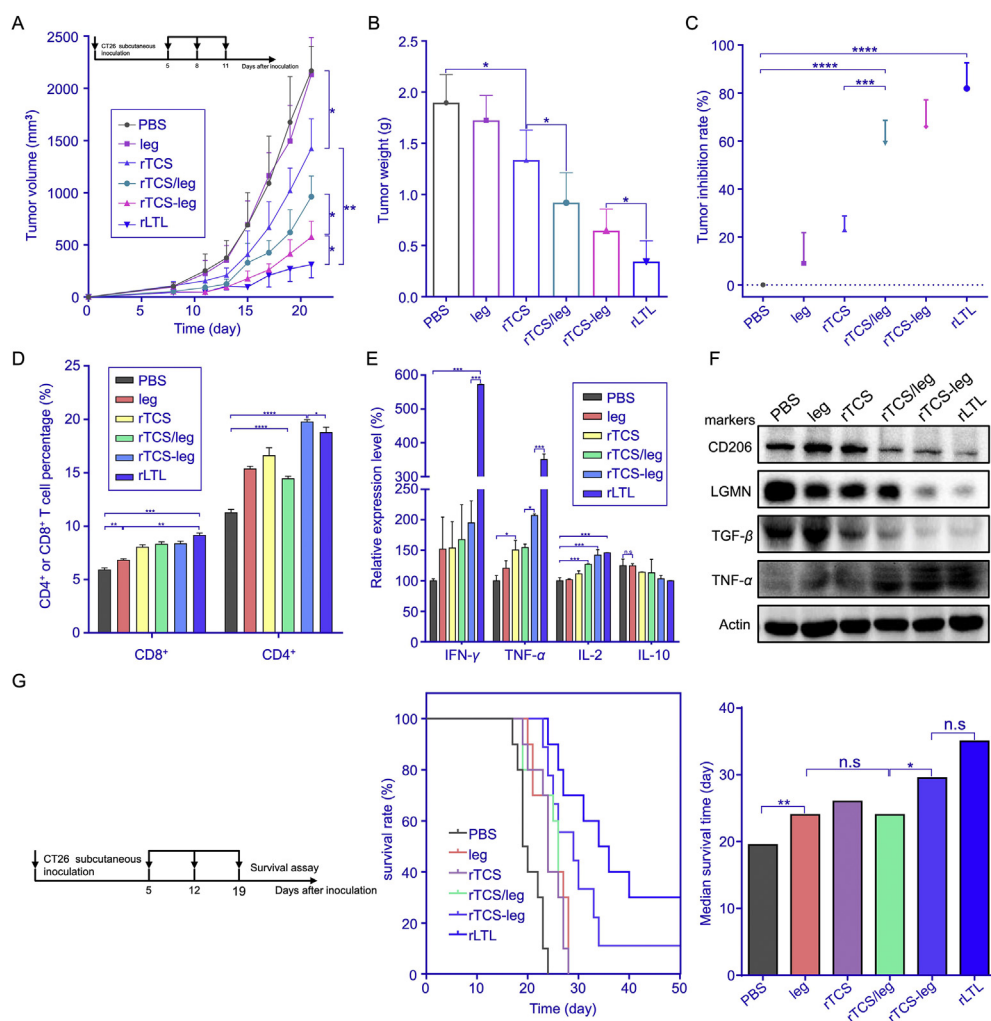 A
CT26 subcutaneous
inoculation
5 8 11 Days after inoculation
Tumor volume (mm³)
2500
2000
1500
1000
500
0
PBS
leg
rTCS
rTCS/leg
rTCS-leg
rLTL
*
**
*
*
0 5 10 15 20
Time (day)
B
Tumor weight (g)
2.5
2.0
1.5
1.0
0.5
0.0
*
*
*
PBS leg rTCS rTCS/leg rTCS-leg rLTL
C
Tumor inhibition rate (%)
100
80
60
40
20
0
****
****
***
PBS leg rTCS rTCS/leg rTCS-leg rLTL
D
CD4⁺ or CD8⁺ T cell percentage (%)
25
20
15
10
5
0
PBS
leg
rTCS
rTCS/leg
rTCS-leg
rLTL
**** *
****
***
** **
CD8⁺ CD4⁺
E
Relative expression level (%)
600
500
400
300
250
200
150
100
50
0
PBS
leg
rTCS
rTCS/leg
rTCS-leg
rLTL
***
***
***
*
*
***
***
***
n.s
IFN-γ TNF-α IL-2 IL-10
F
markers PBS leg rTCS rTCS/leg rTCS-leg rLTL
CD206
LGMN
TGF-β
TNF-α
Actin
G
CT26 subcutaneous
inoculation
Survival assay
5 12 19 Days after inoculation
survival rate (%)
100
80
60
40
20
0
PBS
leg
rTCS
rTCS/leg
rTCS-leg
rLTL
0 10 20 30 40 50
Time (day)
Median survival time (day)
40
30
20
10
0
n.s
n.s *
**
PBS leg rTCS rTCS/leg rTCS-leg rLTL